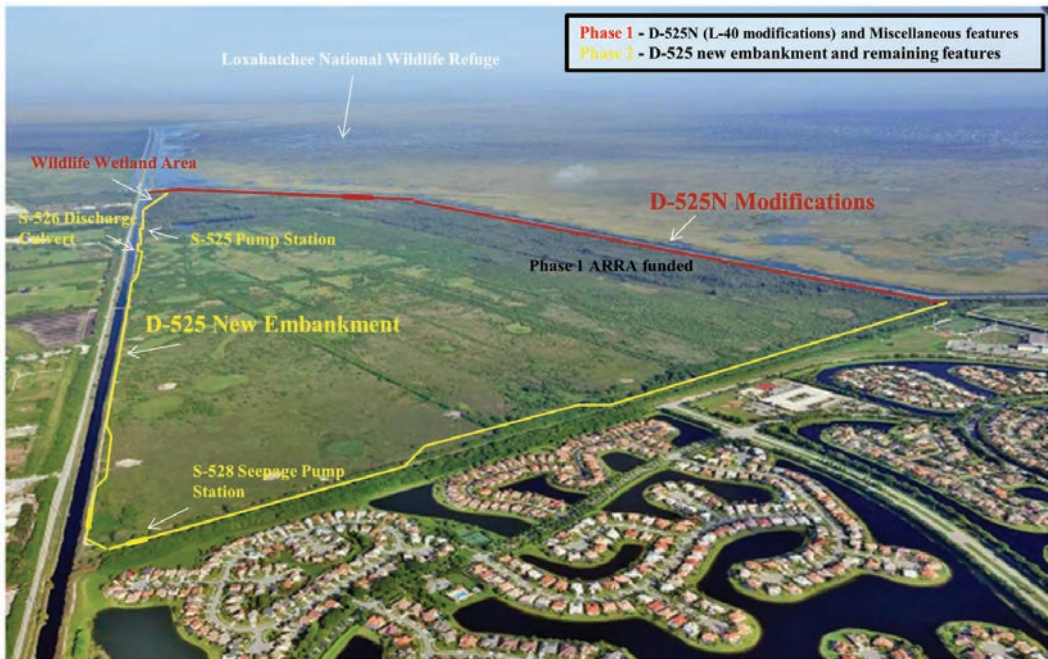 Phase 1 - D-525N (L-40 modifications) and Miscellaneous features
Phase 2 - D-525 new embankment and remaining features
Loxahatchee National Wildlife Refuge
Wildlife Wetland Area
D-525N Modifications
S-526 Discharge
Culvert
S-525 Pump Station
Phase 1 ARRA funded
D-525 New Embankment
S-528 Seepage Pump
Station